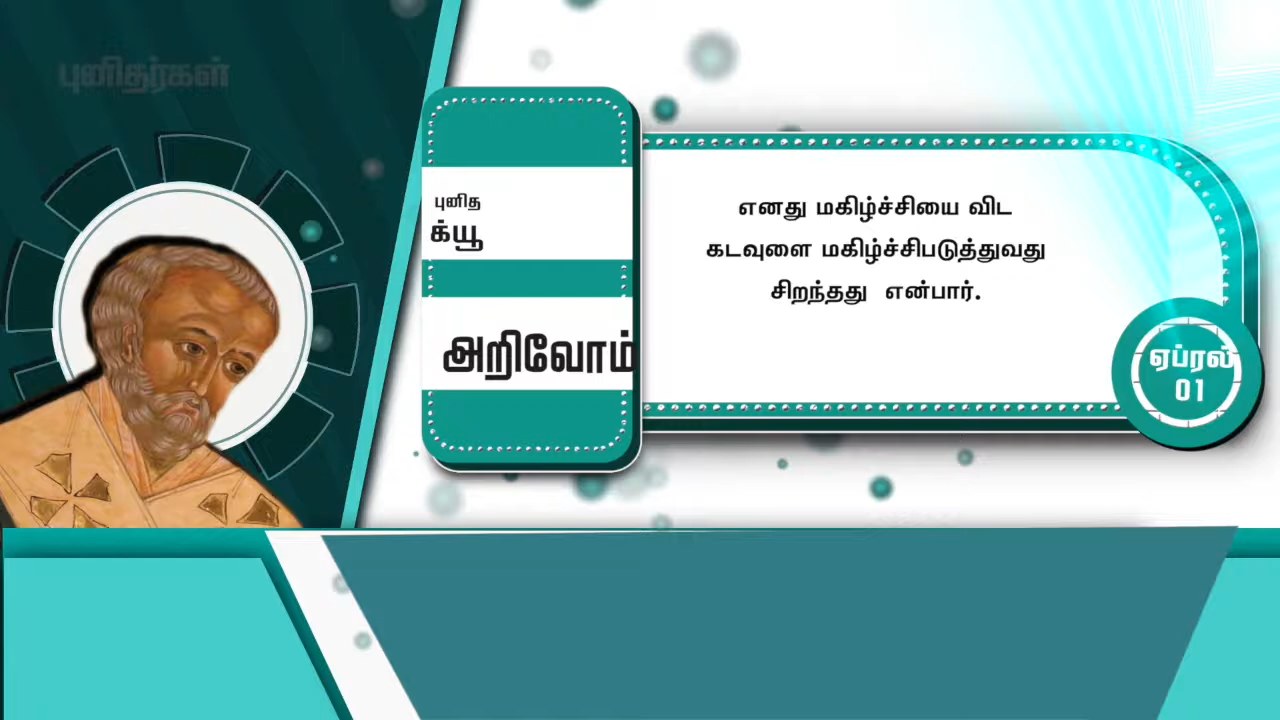 புனிதர்கள்
புனித
க்யூ
அறிவோம்
எனது மகிழ்ச்சியை விட
கடவுளை மகிழ்ச்சிபடுத்துவது
சிறந்தது என்பார்.
ஏப்ரல்
01